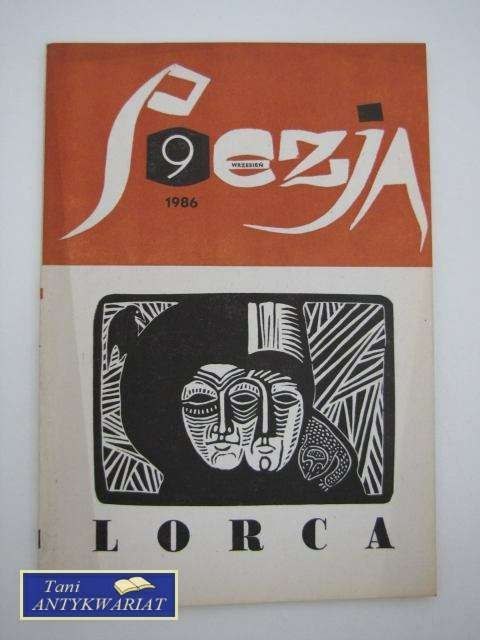 Poezja
9
WRZESIEŃ
1986
LORCA
Tani
ANTYKWARIAT